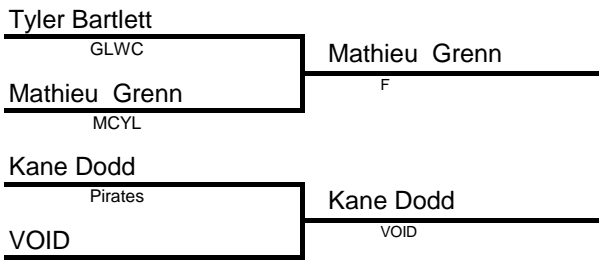 Tyler Bartlett
GLWC
Mathieu  Grenn
F
Mathieu  Grenn
MCYL
Kane Dodd
Pirates
Kane Dodd
VOID
VOID